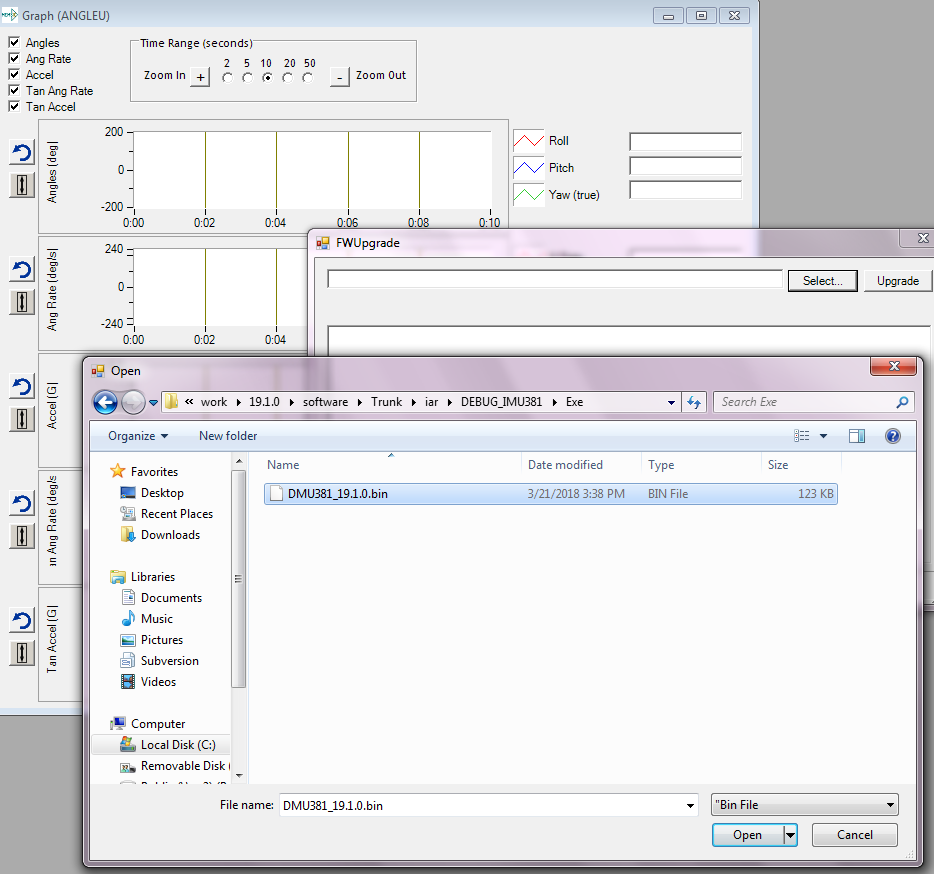 Graph (ANGLEU)
Angles
Ang Rate
Accel
Tan Ang Rate
Tan Accel
Time Range (seconds)
2 5 10 20 50
Zoom In + - Zoom Out
Angles (deg)
200
0
-200
0:00 0:02 0:04 0:06 0:08 0:10
Roll
Pitch
Yaw (true)
Ang Rate (deg/s)
240
0
-240
0:00 0:02 0:04
Accel (G)
an Ang Rate (deg/s
Tan Accel (G)
FWUpgrade
Select...
Upgrade
Open
« work 19.1.0 software Trunk iar DEBUG_IMU381 Exe
Search Exe
Organize New folder
Name Date modified Type Size
DMU381_19.1.0.bin 3/21/2018 3:38 PM BIN File 123 KB
Favorites
Desktop
Recent Places
Downloads
Libraries
Documents
Music
Pictures
Subversion
Videos
Computer
Local Disk (C:)
Removable Disk (
File name: DMU381_19.1.0.bin
"Bin File
Open Cancel